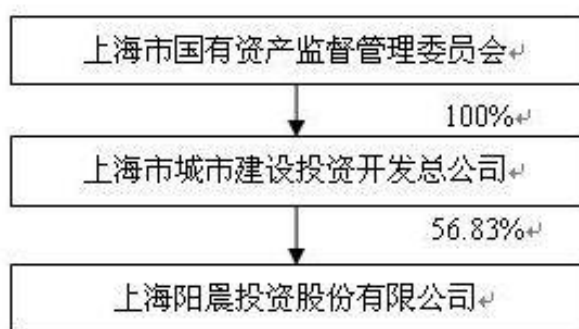 上海市国有资产监督管理委员会
100%
上海市城市建设投资开发总公司
56.83%
上海阳晨投资股份有限公司